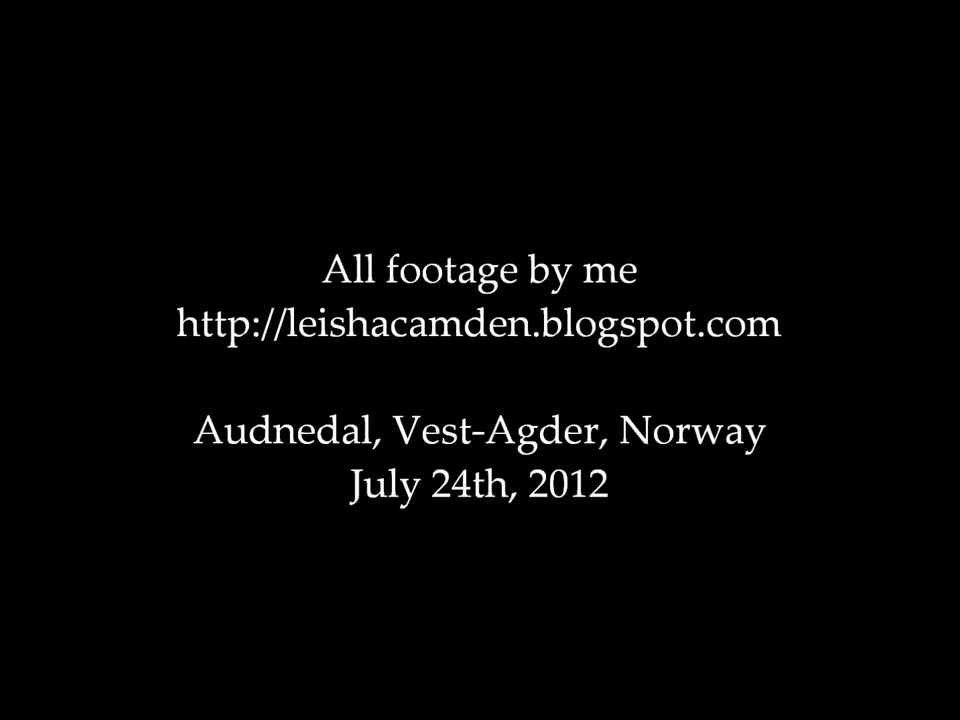 All footage by me
http://leishacamden.blogspot.com
Audnedal, Vest-Agder, Norway
July 24th, 2012